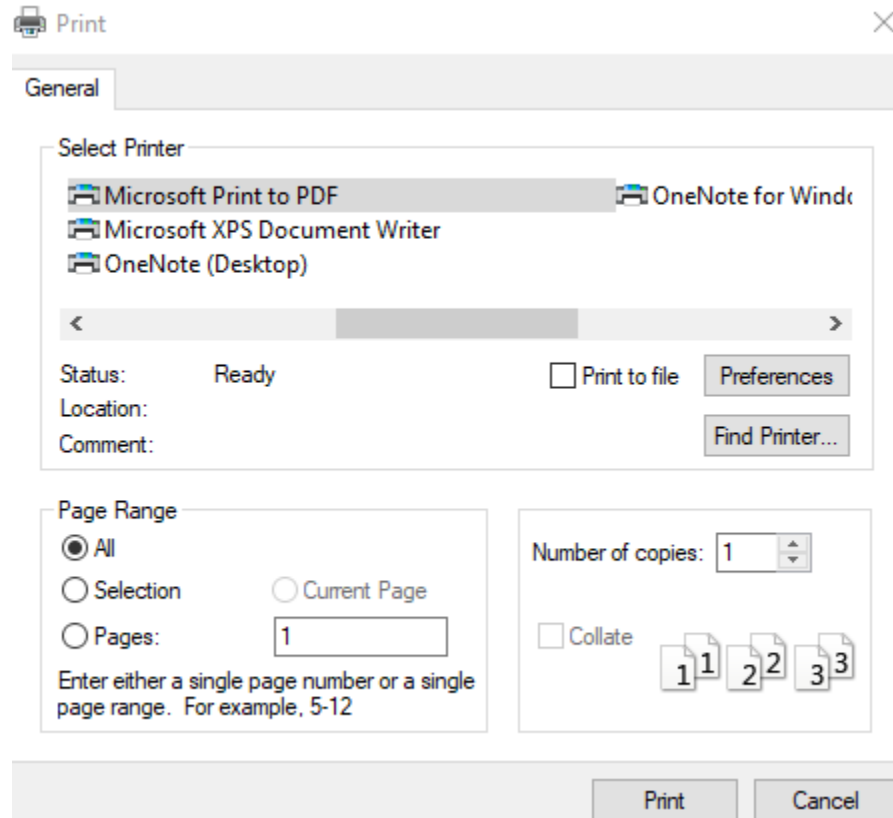 Print
General
Select Printer
Microsoft Print to PDF
OneNote for Windo
Microsoft XPS Document Writer
OneNote (Desktop)
Status: Ready
Print to file
Preferences
Location:
Comment:
Find Printer...
Page Range
All
Selection
Current Page
Pages: 1
Enter either a single page number or a single
page range. For example, 5-12
Number of copies: 1
Collate
1 1 2 2 3 3
Print
Cancel